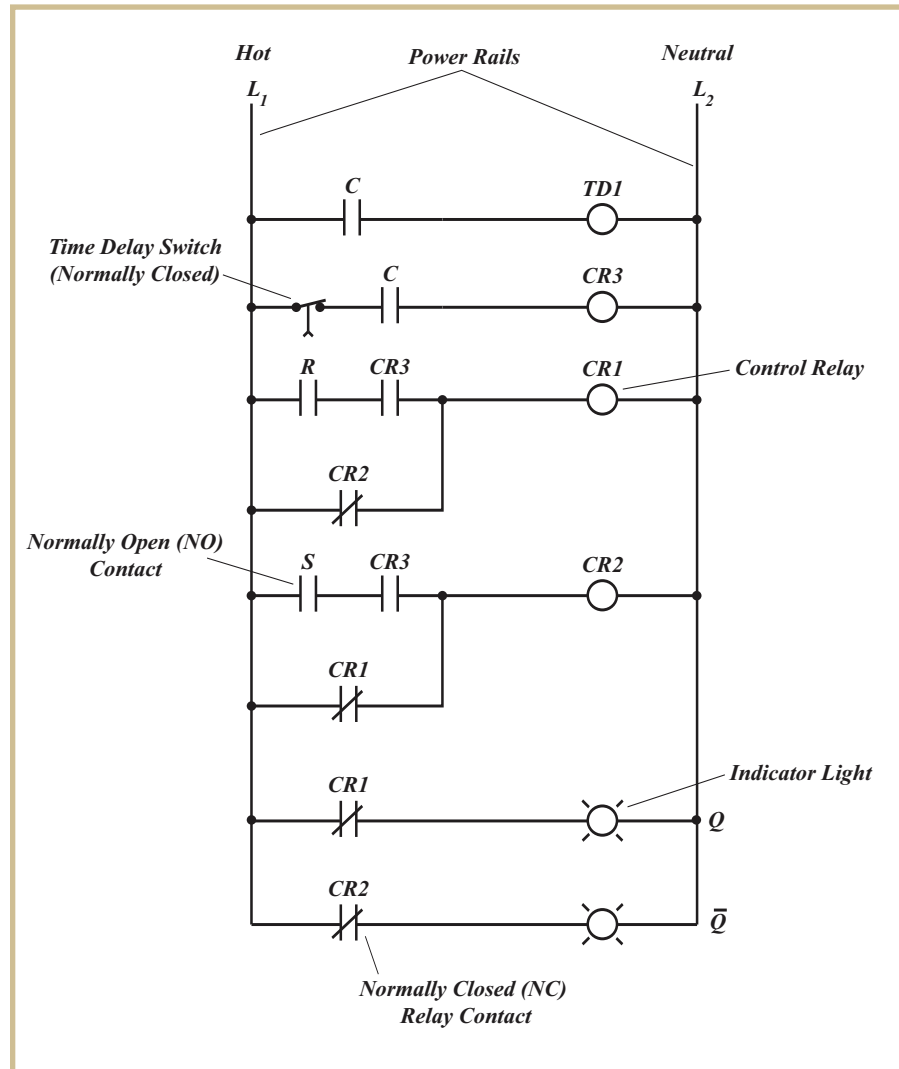 Hot
Power Rails
Neutral
L1
L2
C
TD1
Time Delay Switch
(Normally Closed)
C
CR3
R
CR3
CR1
Control Relay
CR2
Normally Open (NO)
Contact
S
CR3
CR2
CR1
Indicator Light
CR1
Q
CR2
Q̅
Normally Closed (NC)
Relay Contact